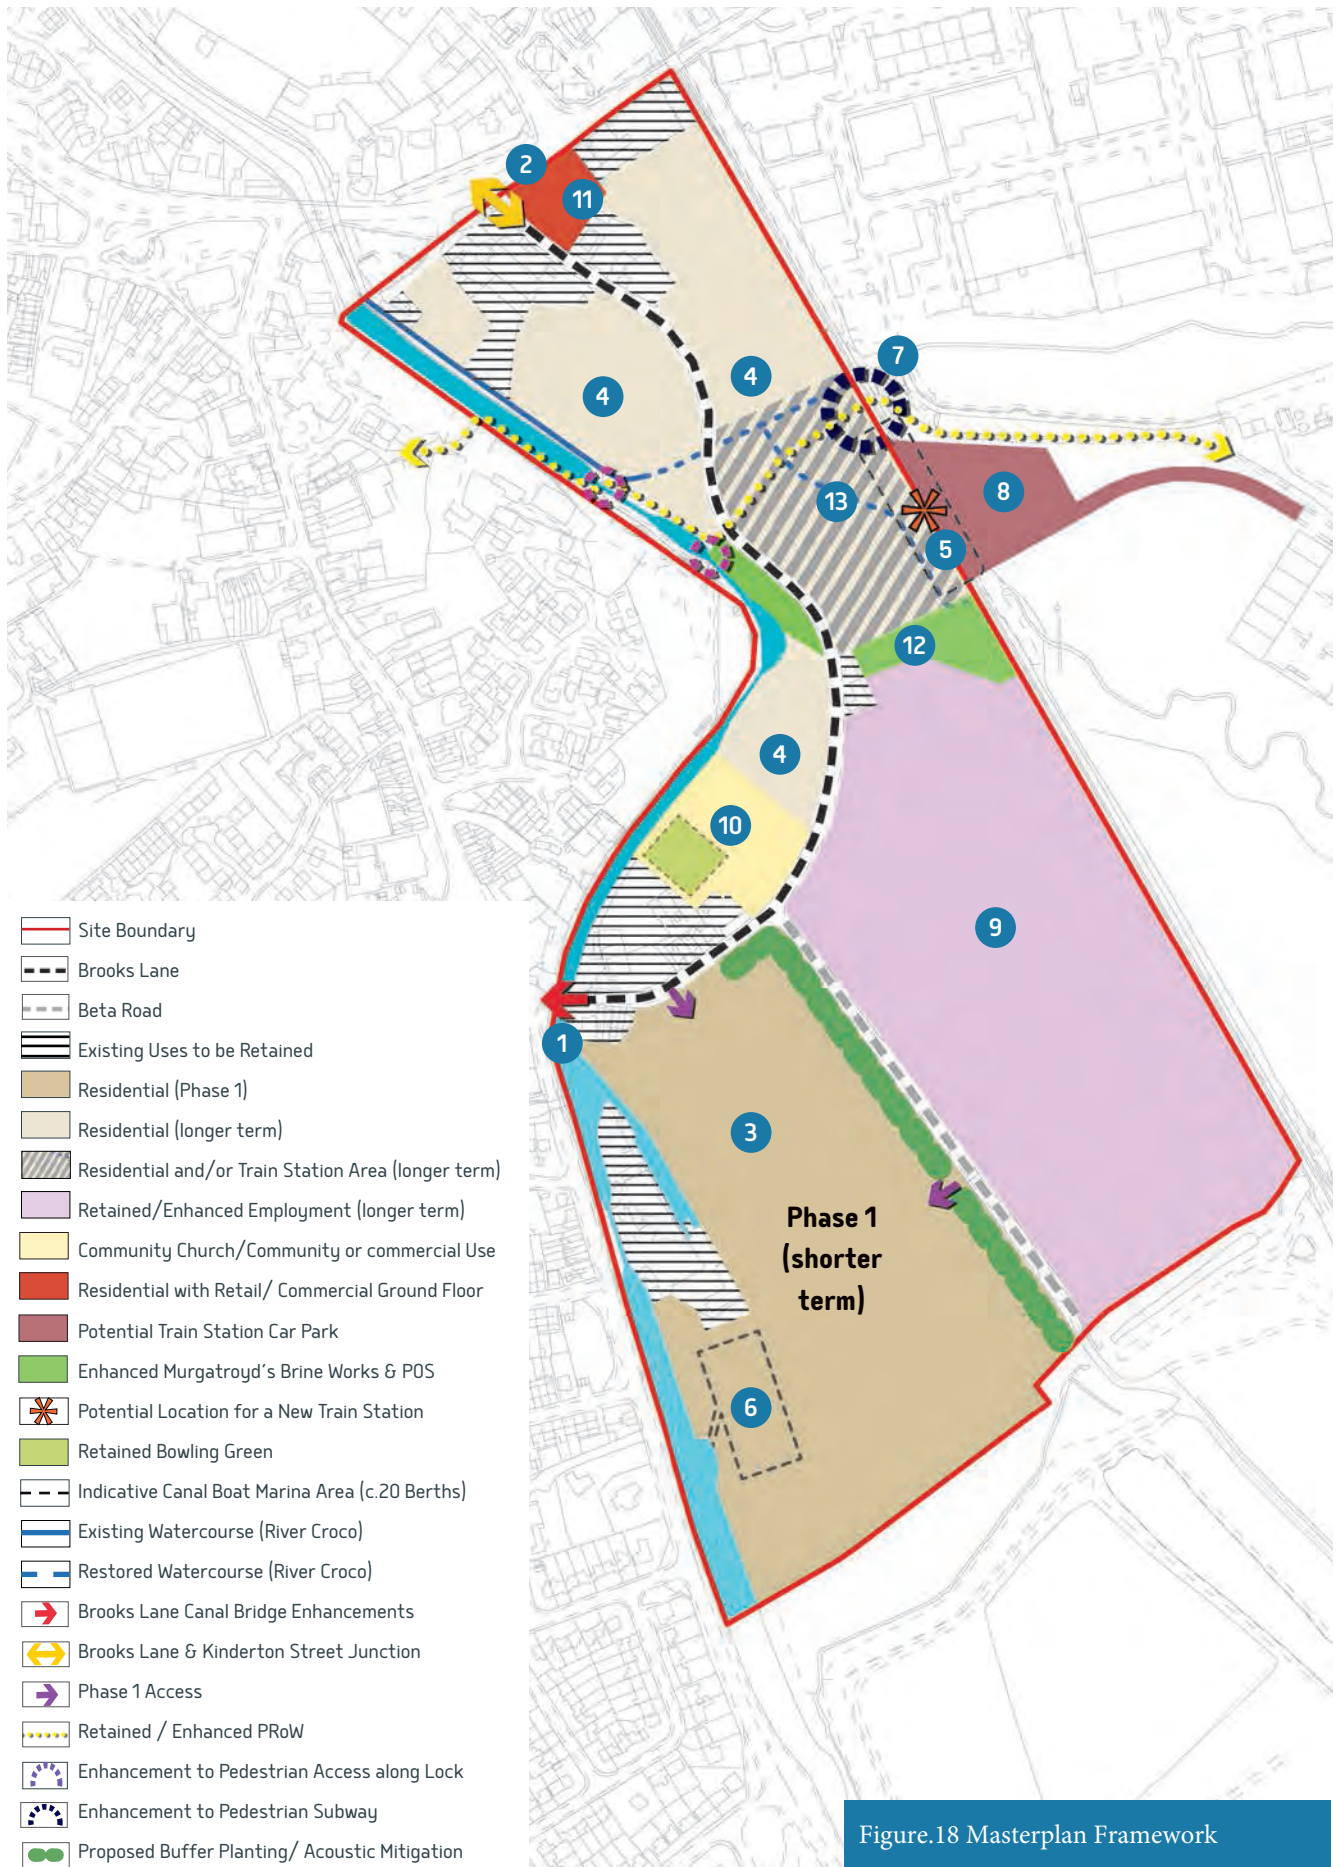 2
11
7
4
4
8
13
5
12
4
10
9
1
3
Phase 1
(shorter
term)
6
Site Boundary
Brooks Lane
Beta Road
Existing Uses to be Retained
Residential (Phase 1)
Residential (longer term)
Residential and/or Train Station Area (longer term)
Retained/Enhanced Employment (longer term)
Community Church/Community or commercial Use
Residential with Retail/ Commercial Ground Floor
Potential Train Station Car Park
Enhanced Murgatroyd's Brine Works & POS
Potential Location for a New Train Station
Retained Bowling Green
Indicative Canal Boat Marina Area (c.20 Berths)
Existing Watercourse (River Croco)
Restored Watercourse (River Croco)
Brooks Lane Canal Bridge Enhancements
Brooks Lane & Kinderton Street Junction
Phase 1 Access
Retained / Enhanced PRoW
Enhancement to Pedestrian Access along Lock
Enhancement to Pedestrian Subway
Proposed Buffer Planting/ Acoustic Mitigation
Figure.18 Masterplan Framework